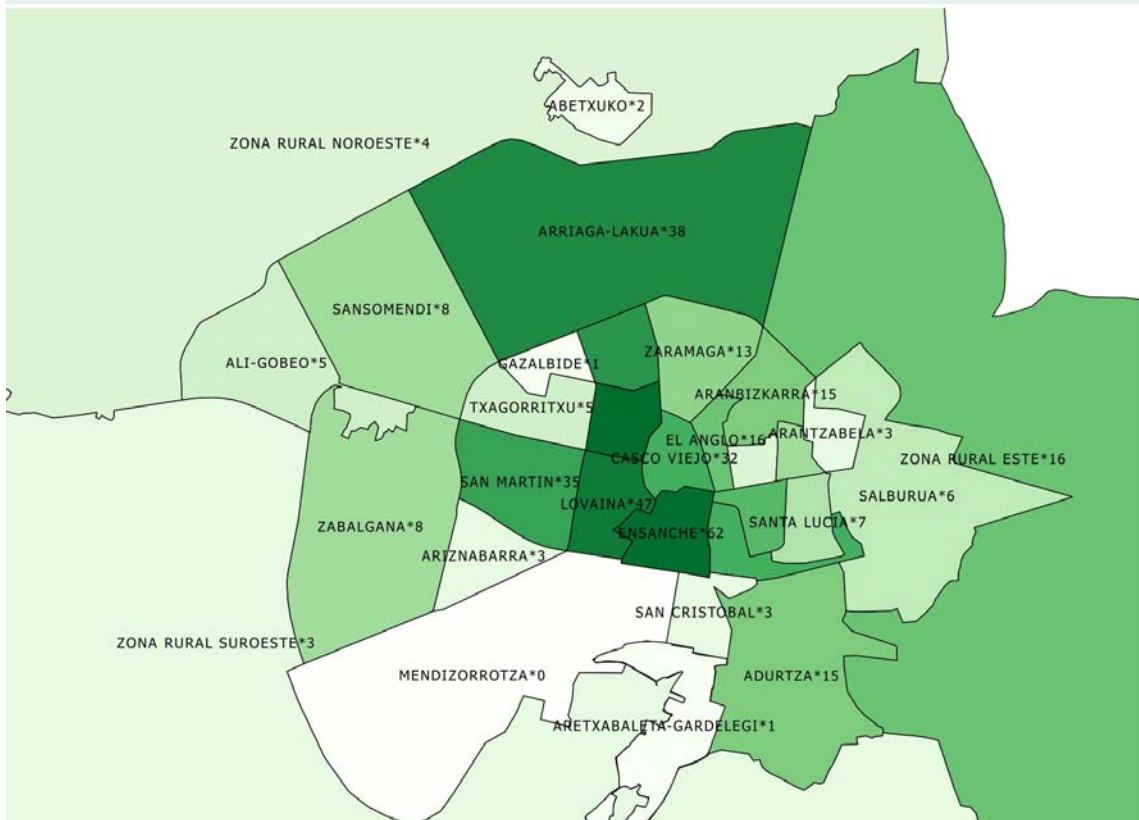 ABETXUKO*2
ZONA RURAL NOROESTE*4
ARRIAGA-LAKUA*38
SANSOMENDI*8
ZARAMAGA*13
ALI-GOBEO*5
GAZALBIDE*1
ARANBIZKARRA*15
TXAGORRITXU*5
ARANTZABELA*3
EL ANGLO*16
CASCO VIEJO*32
ZONA RURAL ESTE*16
SAN MARTIN*35
SALBURUA*6
LOVAINA*47
SANTA LUCIA*7
ZABALGANA*8
ENSANCHE*62
ARIZNABARRA*3
SAN CRISTOBAL*3
ZONA RURAL SUROESTE*3
MENDIZORROTZA*0
ADURTZA*15
ARETXABALETA-GARDELEGI*1